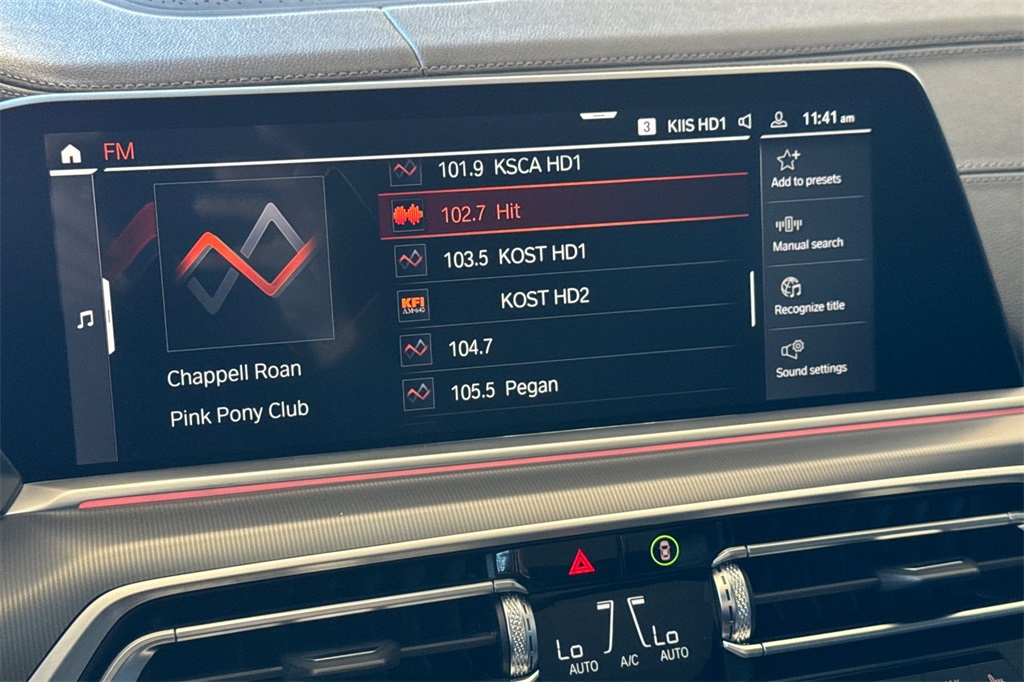 FM
3 KIIS HD1 11:41 am
101.9 KSCA HD1
102.7 Hit
103.5 KOST HD1
KFI
AM 640
KOST HD2
104.7
105.5 Pegan
Chappell Roan
Pink Pony Club
Add to presets
Manual search
Recognize title
Sound settings
Lo
AUTO
A/C
Lo
AUTO